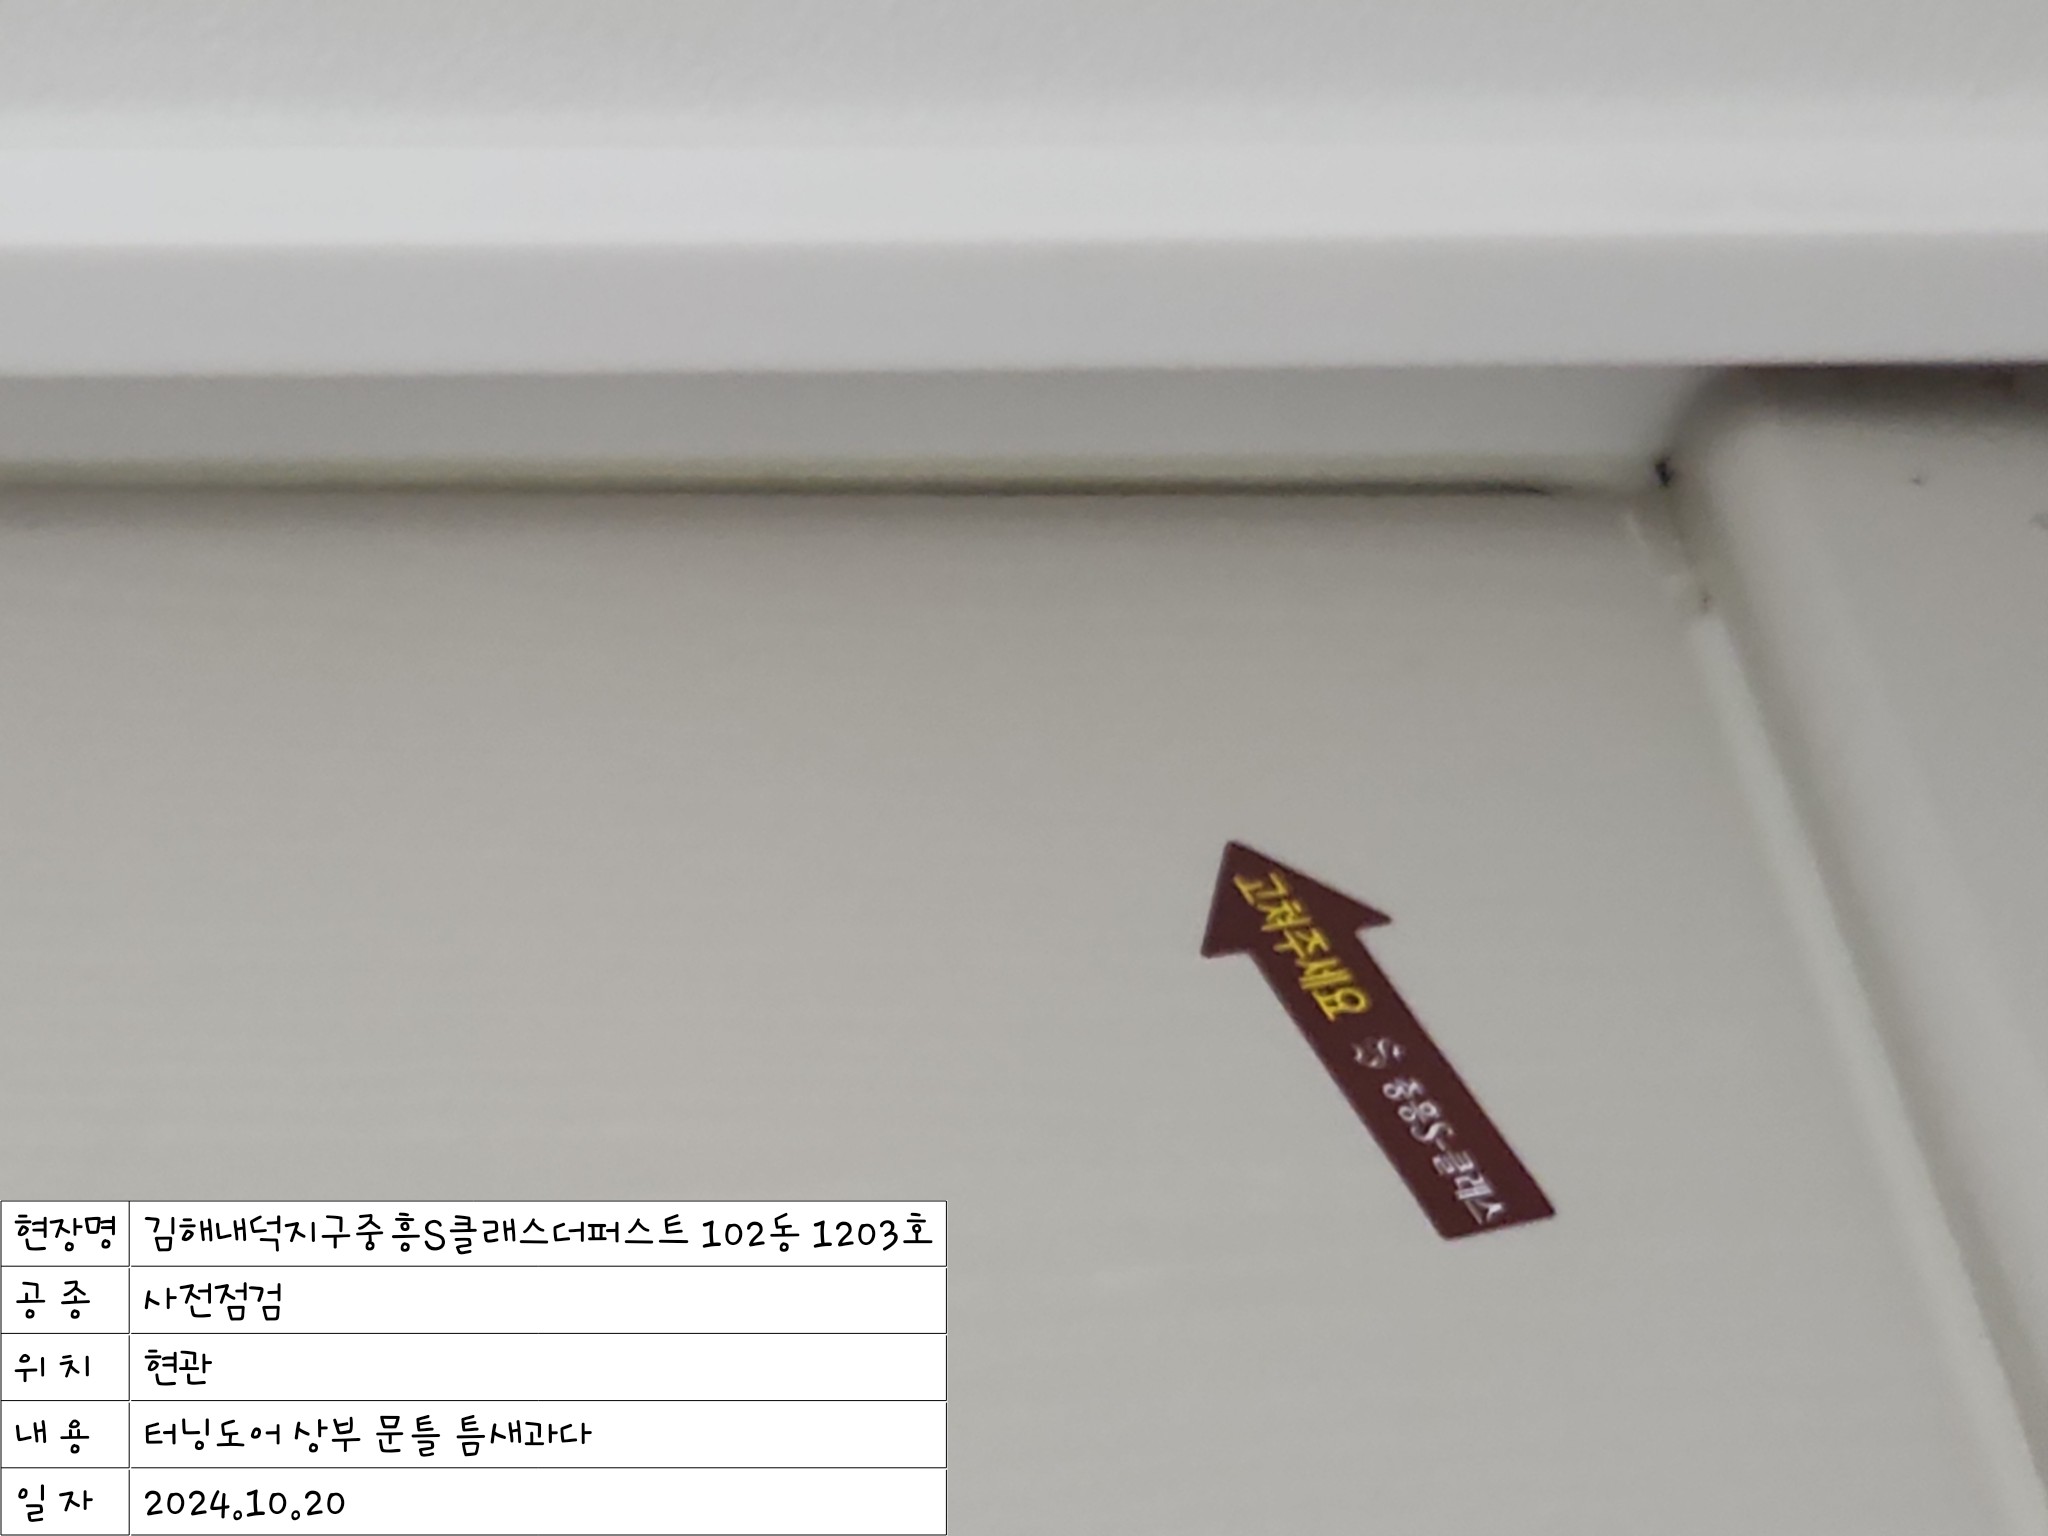 고쳐주세요 중흥S-클래스
현장명 김해내덕지구중흥S클래스더퍼스트 102동 1203호
공 종 사전점검
위 치 현관
내 용 터닝도어 상부 문틀 틈새과다
일 자 2024.10.20